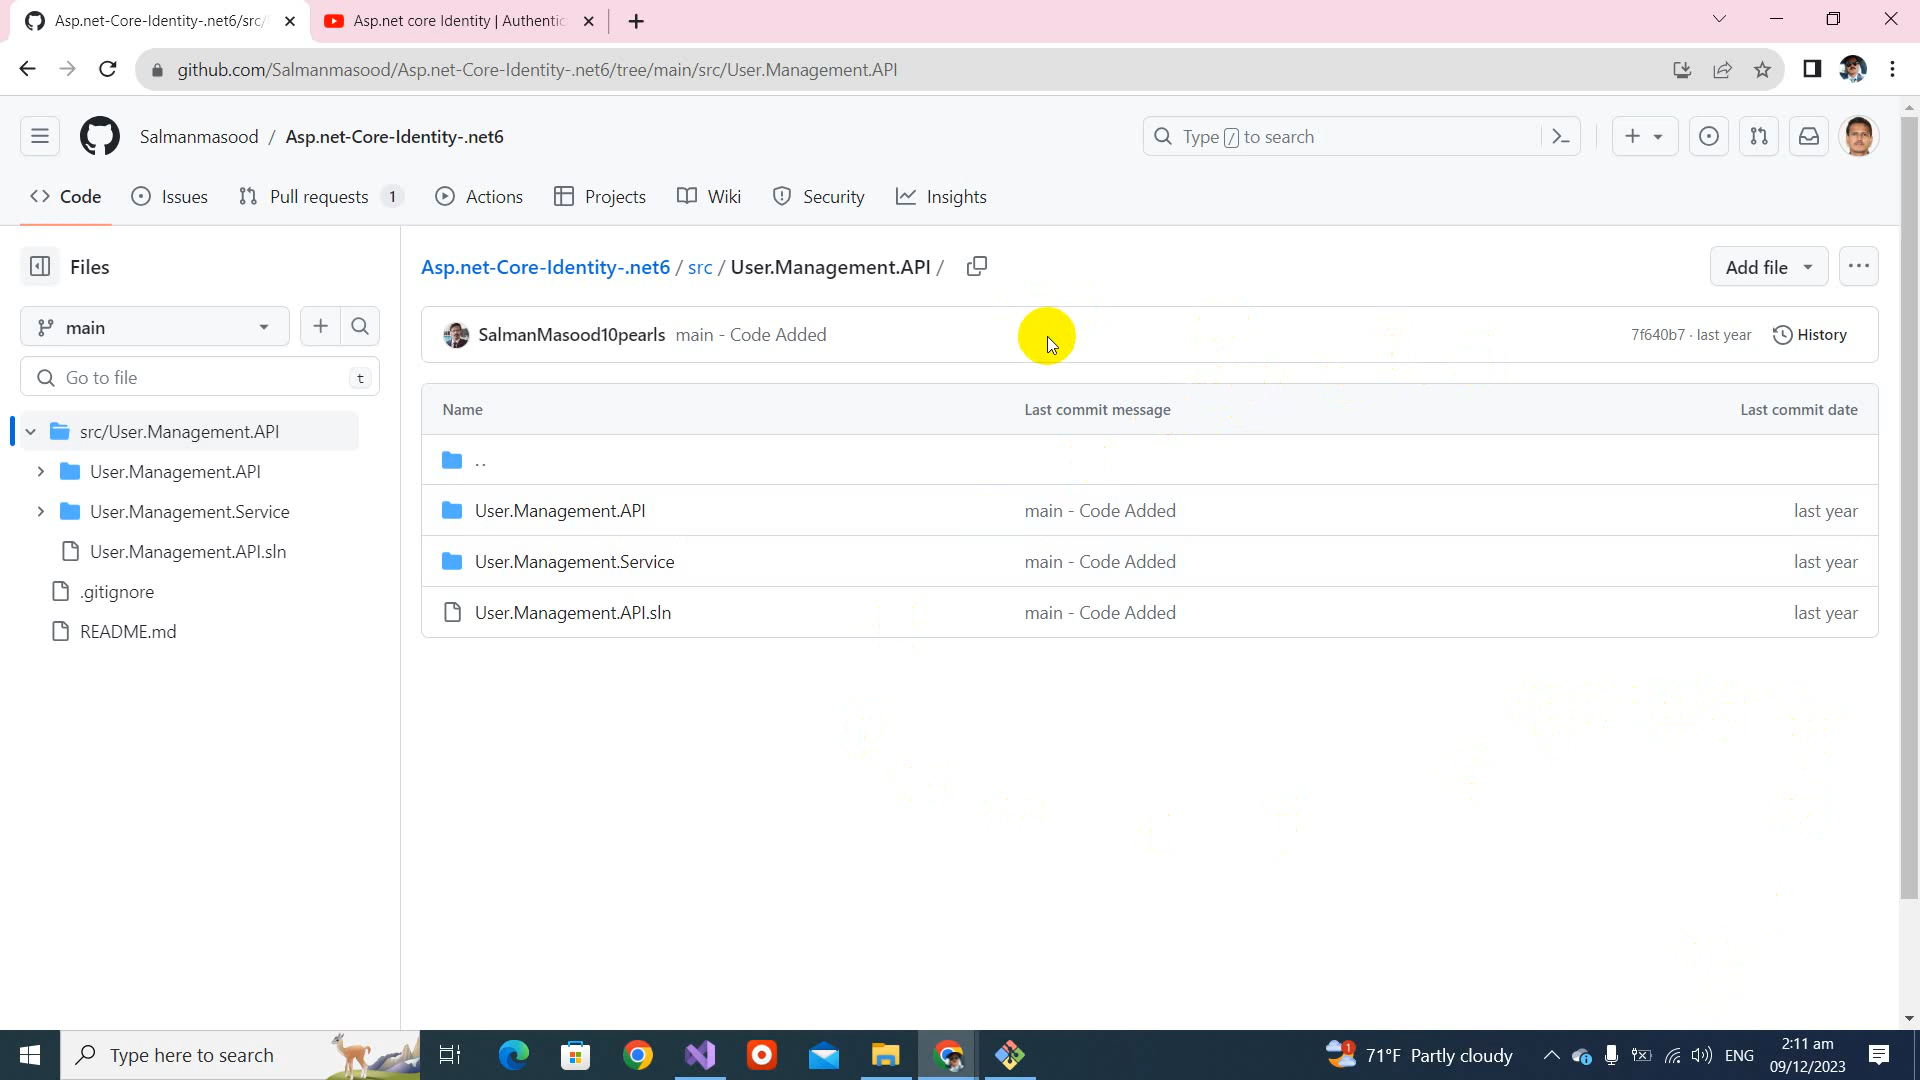 Asp.net-Core-Identity-.net6/src/
Asp.net core Identity | Authentic
github.com/Salmanmasood/Asp.net-Core-Identity-.net6/tree/main/src/User.Management.API
Salmanmasood / Asp.net-Core-Identity-.net6
Type / to search
Code
Issues
Pull requests 1
Actions
Projects
Wiki
Security
Insights
Files
Asp.net-Core-Identity-.net6 / src / User.Management.API /
Add file
main
SalmanMasood10pearls main - Code Added
7f640b7 · last year
History
Go to file
t
Name
Last commit message
Last commit date
src/User.Management.API
User.Management.API
User.Management.Service
User.Management.API.sln
.gitignore
README.md
..
User.Management.API
main - Code Added
last year
User.Management.Service
main - Code Added
last year
User.Management.API.sln
main - Code Added
last year
Type here to search
1
71°F Partly cloudy
ENG
2:11 am
09/12/2023